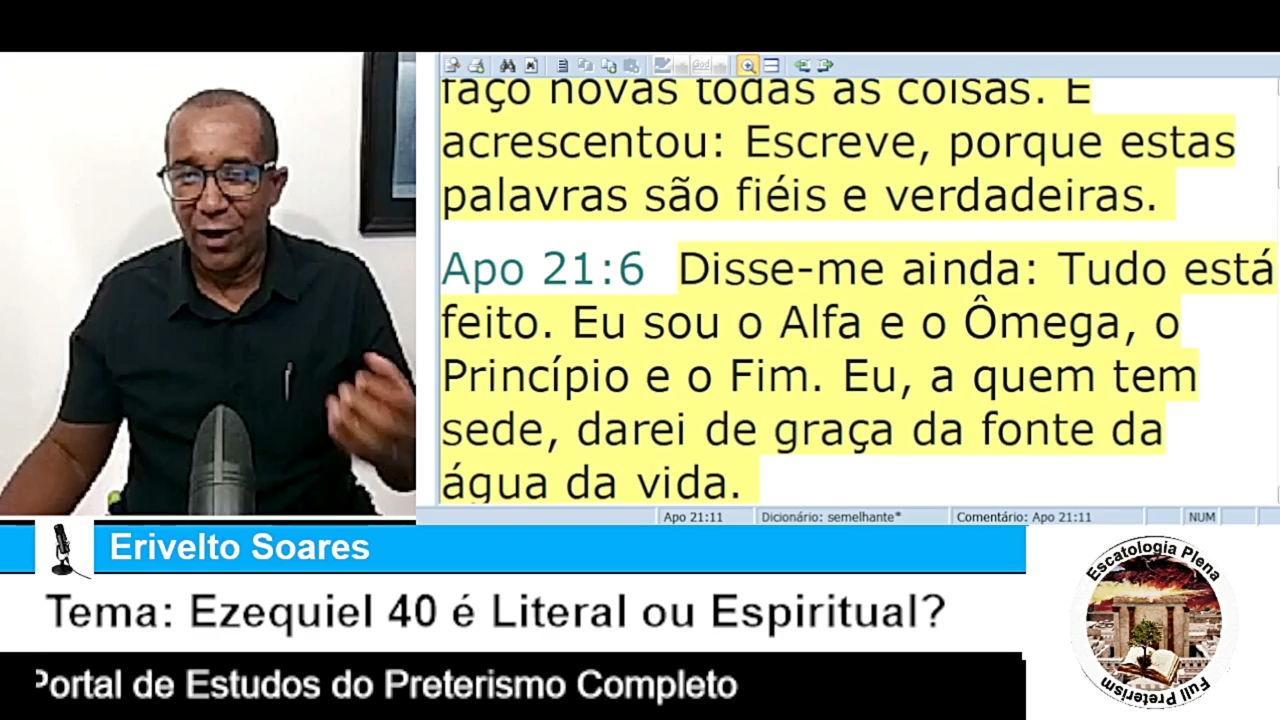 faço novas todas as coisas. E
acrescentou: Escreve, porque estas
palavras são fiéis e verdadeiras.
Apo 21:6 Disse-me ainda: Tudo está
feito. Eu sou o Alfa e o Ômega, o
Princípio e o Fim. Eu, a quem tem
sede, darei de graça da fonte da
água da vida.
Apo 21:11 Dicionário: semelhante* Comentário: Apo 21:11 NUM
Erivelto Soares
Tema: Ezequiel 40 é Literal ou Espiritual?
Portal de Estudos do Preterismo Completo
Escatologia Plena
Full Preterism